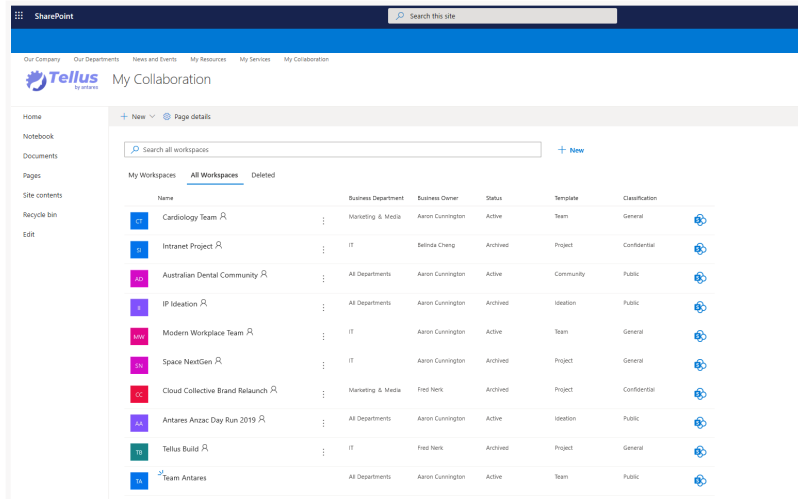 SharePoint
Search this site
Our Company Our Departments News and Events My Resources My Services My Collaboration
Tellus
by antares
My Collaboration
Home
Notebook
Documents
Pages
Site contents
Recycle bin
Edit
New Page details
Search all workspaces
New
My Workspaces All Workspaces Deleted
Name Business Department Business Owner Status Template Classification
CT Cardiology Team Marketing & Media Aaron Cunnington Active Team General
SI Intranet Project IT Belinda Cheng Archived Project Confidential
AD Australian Dental Community All Departments Aaron Cunnington Active Community Public
II IP Ideation All Departments Aaron Cunnington Archived Ideation Public
MW Modern Workplace Team IT Aaron Cunnington Active Team General
SN Space NextGen IT Aaron Cunnington Archived Project General
CC Cloud Collective Brand Relaunch Marketing & Media Fred Nerk Archived Project Confidential
AA Antares Anzac Day Run 2019 All Departments Aaron Cunnington Active Ideation Public
TB Tellus Build IT Fred Nerk Archived Project General
TA Team Antares All Departments Aaron Cunnington Active Team Public